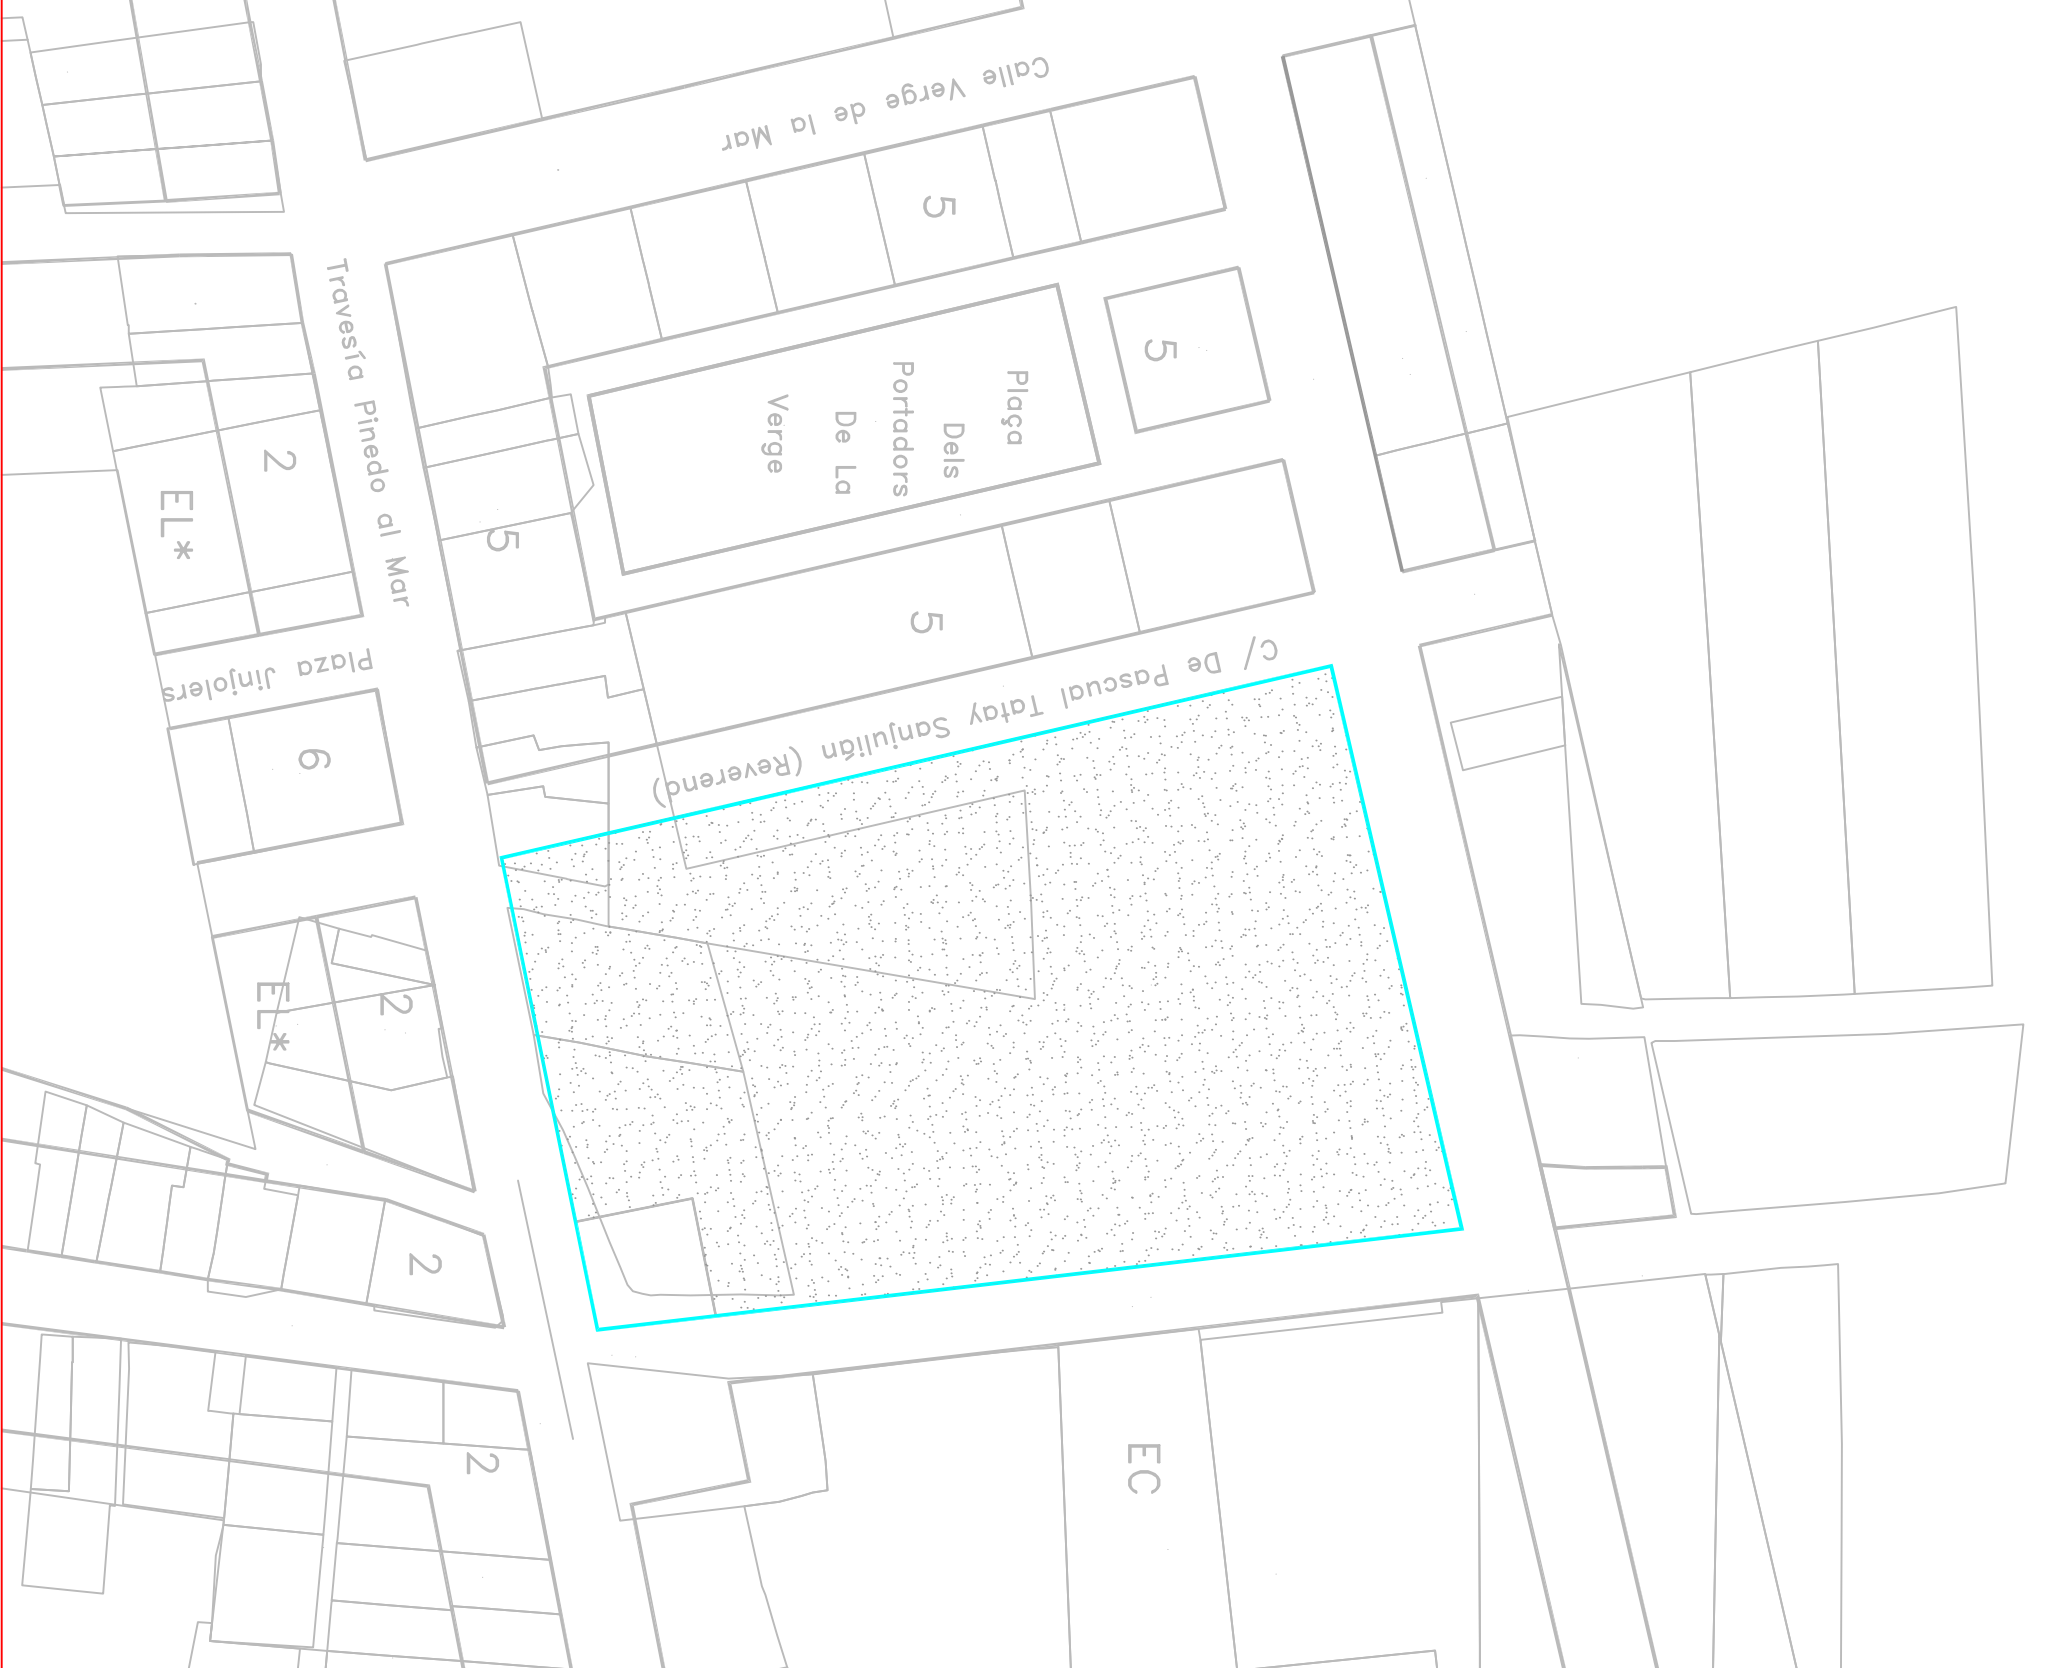 Calle Verge de la Mar
5
Travesía Pinedo al Mar
5
Plaça
Dels
Portadors
De La
Verge
2
EL*
5
5
Plaza Jinjolers
C/ De Pascual Tatay Sanjulián (Reverend)
6
EL*
2
2
2
EC